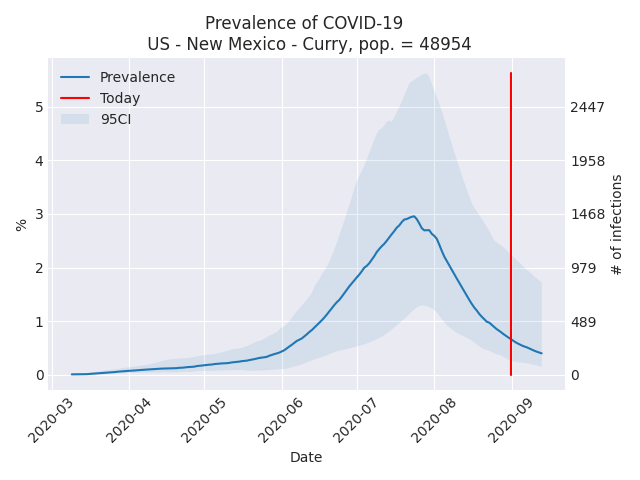 Prevalence of COVID-19
US - New Mexico - Curry, pop. = 48954
Prevalence
Today
95CI
5
4
3
2
1
0
%
2447
1958
1468
979
489
0
# of infections
2020-03
2020-04
2020-05
2020-06
2020-07
2020-08
2020-09
Date